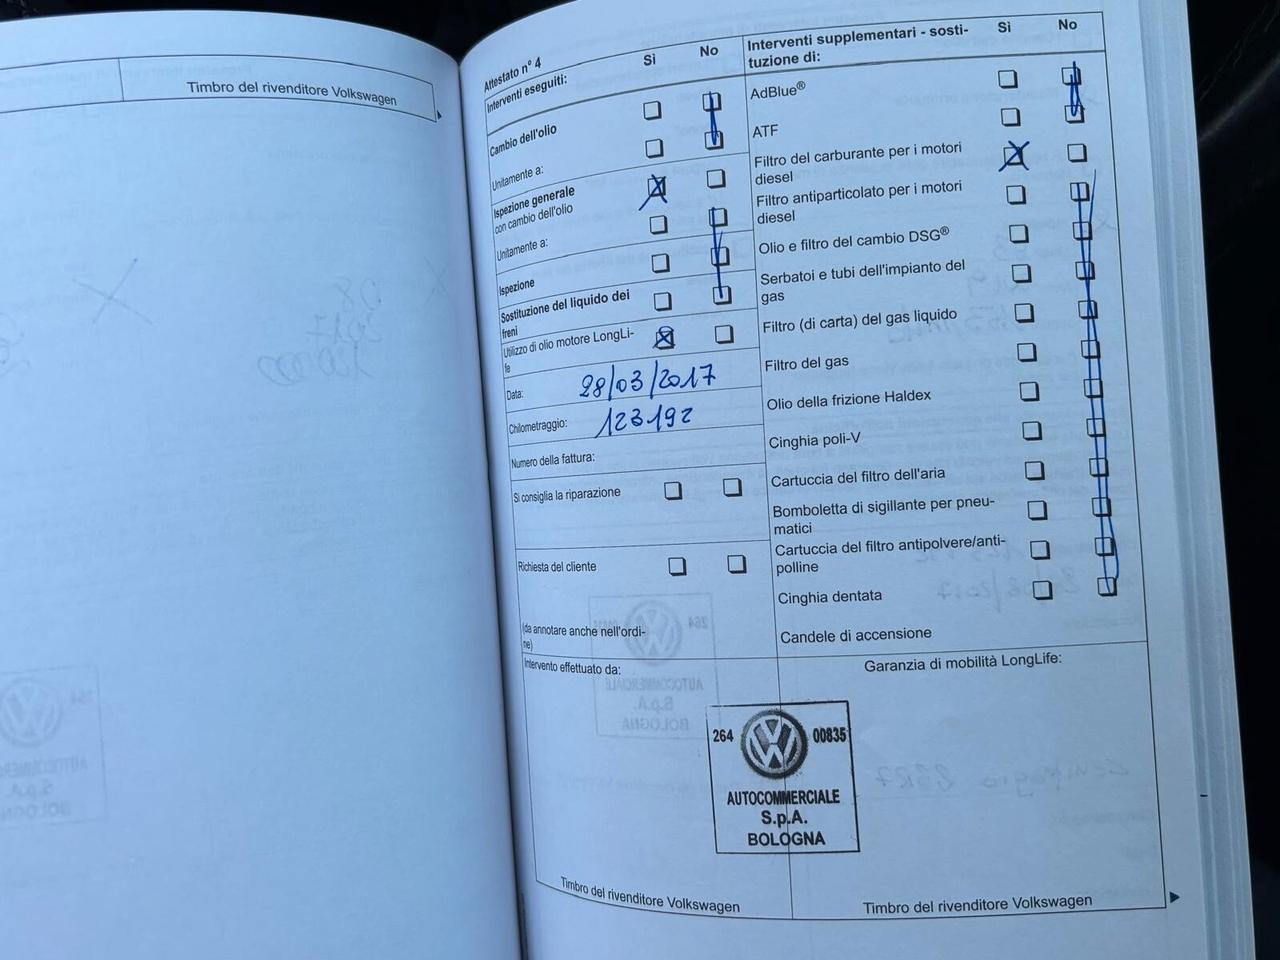 Timbro del rivenditore Volkswagen
Attestato n° 4
Interventi eseguiti:
Sì
No
Cambio dell'olio
Unitamente a:
Ispezione generale
con cambio dell'olio
Unitamente a:
Ispezione
Sostituzione del liquido dei
freni
Utilizzo di olio motore LongLi-
fe
Data:
28/03/2017
Chilometraggio:
123192
Numero della fattura:
Si consiglia la riparazione
Richiesta del cliente
(da annotare anche nell'ordi-
ne)
Interventi supplementari - sosti-
tuzione di:
Sì
No
AdBlue®
ATF
Filtro del carburante per i motori
diesel
Filtro antiparticolato per i motori
diesel
Olio e filtro del cambio DSG®
Serbatoi e tubi dell'impianto del
gas
Filtro (di carta) del gas liquido
Filtro del gas
Olio della frizione Haldex
Cinghia poli-V
Cartuccia del filtro dell'aria
Bomboletta di sigillante per pneu-
matici
Cartuccia del filtro antipolvere/anti-
polline
Cinghia dentata
Candele di accensione
Intervento effettuato da:
Garanzia di mobilità LongLife:
264
00835
AUTOCOMMERCIALE
S.p.A.
BOLOGNA
Timbro del rivenditore Volkswagen
Timbro del rivenditore Volkswagen